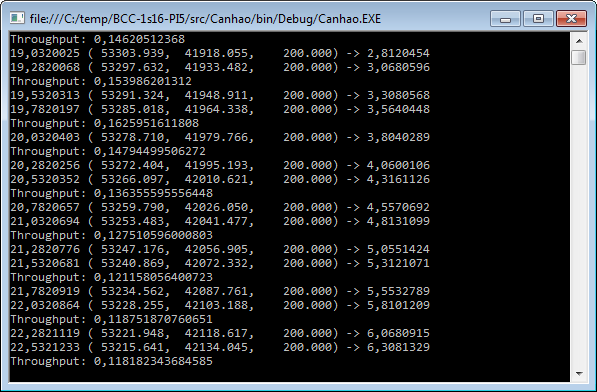 file:///C:/temp/BCC-1s16-PI5/src/Canhao/bin/Debug/Canhao.EXE
Throughput: 0,14620512368
19,0320025 ( 53303.939,  41918.055,    200.000) -> 2,8120454
19,2820068 ( 53297.632,  41933.482,    200.000) -> 3,0680596
Throughput: 0,153986201312
19,5320313 ( 53291.324,  41948.911,    200.000) -> 3,3080568
19,7820197 ( 53285.018,  41964.338,    200.000) -> 3,5640448
Throughput: 0,1625951611808
20,0320403 ( 53278.710,  41979.766,    200.000) -> 3,8040289
Throughput: 0,14794499506272
20,2820256 ( 53272.404,  41995.193,    200.000) -> 4,0600106
20,5320352 ( 53266.097,  42010.621,    200.000) -> 4,3161126
Throughput: 0,136355595556448
20,7820657 ( 53259.790,  42026.050,    200.000) -> 4,5570692
21,0320694 ( 53253.483,  42041.477,    200.000) -> 4,8131099
Throughput: 0,127510596000803
21,2820776 ( 53247.176,  42056.905,    200.000) -> 5,0551424
21,5320681 ( 53240.869,  42072.332,    200.000) -> 5,3121071
Throughput: 0,121158056400723
21,7820919 ( 53234.562,  42087.761,    200.000) -> 5,5532789
22,0320864 ( 53228.255,  42103.188,    200.000) -> 5,8101209
Throughput: 0,118751870760651
22,2821119 ( 53221.948,  42118.617,    200.000) -> 6,0680915
22,5321233 ( 53215.641,  42134.045,    200.000) -> 6,3081329
Throughput: 0,118182343684585